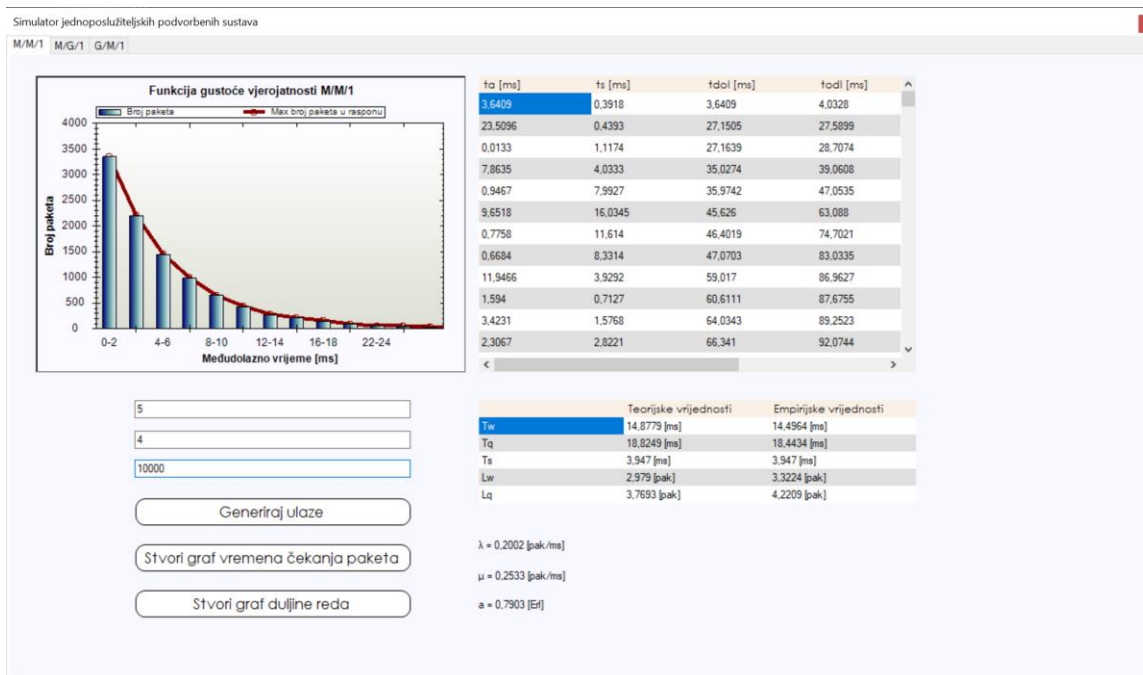 Simulator jednoposlužiteljskih podvorbenih sustava
M/M/1 M/G/1 G/M/1
Funkcija gustoće vjerojatnosti M/M/1
Broj paketa Max broj paketa u rasponu
4000
3500
3000
2500
2000
1500
1000
500
0
Broj paketa
0-2 4-6 8-10 12-14 16-18 22-24
Međudolazno vrijeme [ms]
ta [ms] ts [ms] tdol [ms] todl [ms]
3,6409 0,3918 3,6409 4,0328
23,5096 0,4393 27,1505 27,5899
0,0133 1,1174 27,1639 28,7074
7,8635 4,0333 35,0274 39,0608
0,9467 7,9927 35,9742 47,0535
9,6518 16,0345 45,626 63,088
0,7758 11,614 46,4019 74,7021
0,6684 8,3314 47,0703 83,0335
11,9466 3,9292 59,017 86,9627
1,594 0,7127 60,6111 87,6755
3,4231 1,5768 64,0343 89,2523
2,3067 2,8221 66,341 92,0744
5
4
10000
Generiraj ulaze
Stvori graf vremena čekanja paketa
Stvori graf duljine reda
Teorijske vrijednosti Empirijske vrijednosti
Tw 14,8779 [ms] 14,4964 [ms]
Tq 18,8249 [ms] 18,4434 [ms]
Ts 3,947 [ms] 3,947 [ms]
Lw 2,979 [pak] 3,3224 [pak]
Lq 3,7693 [pak] 4,2209 [pak]
λ = 0,2002 [pak/ms]
μ = 0,2533 [pak/ms]
a = 0,7903 [Erl]